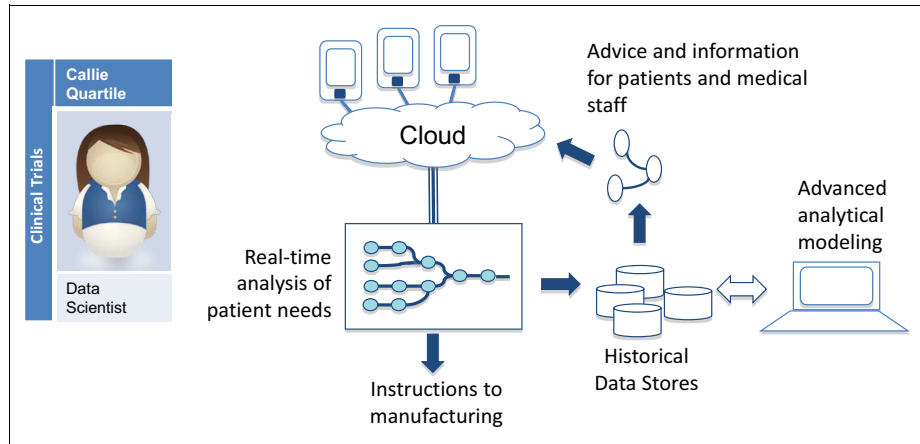 Clinical Trials
Callie
Quartile
Data
Scientist
Cloud
Advice and information
for patients and medical
staff
Real-time
analysis of
patient needs
Instructions to
manufacturing
Historical
Data Stores
Advanced
analytical
modeling